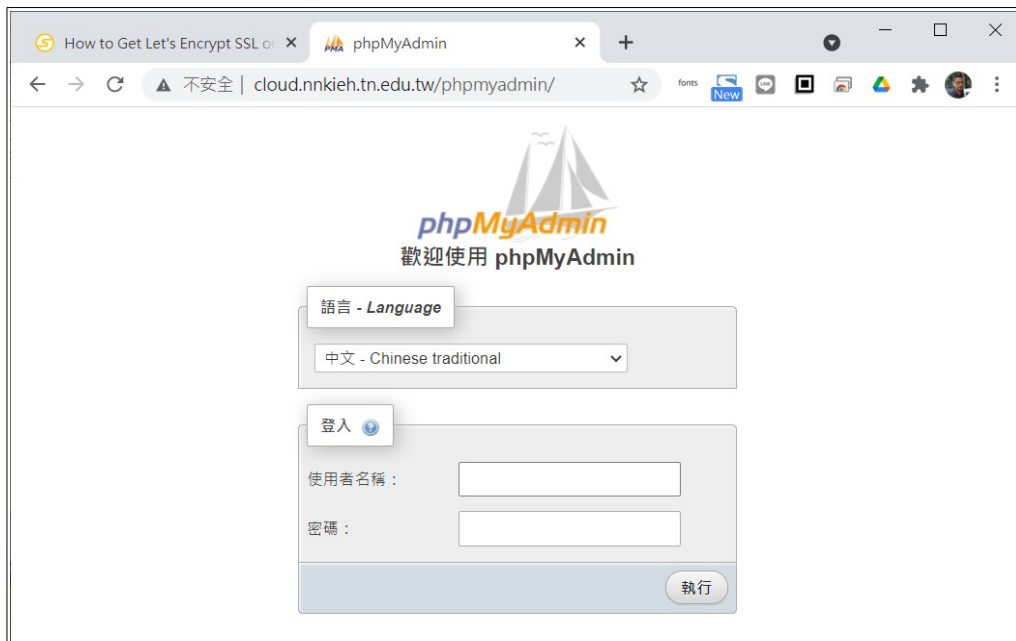 How to Get Let's Encrypt SSL or
phpMyAdmin
不安全 | cloud.nnkieh.tn.edu.tw/phpmyadmin/
fonts
New
phpMyAdmin
歡迎使用 phpMyAdmin
語言 - Language
中文 - Chinese traditional
登入
使用者名稱：
密碼：
執行